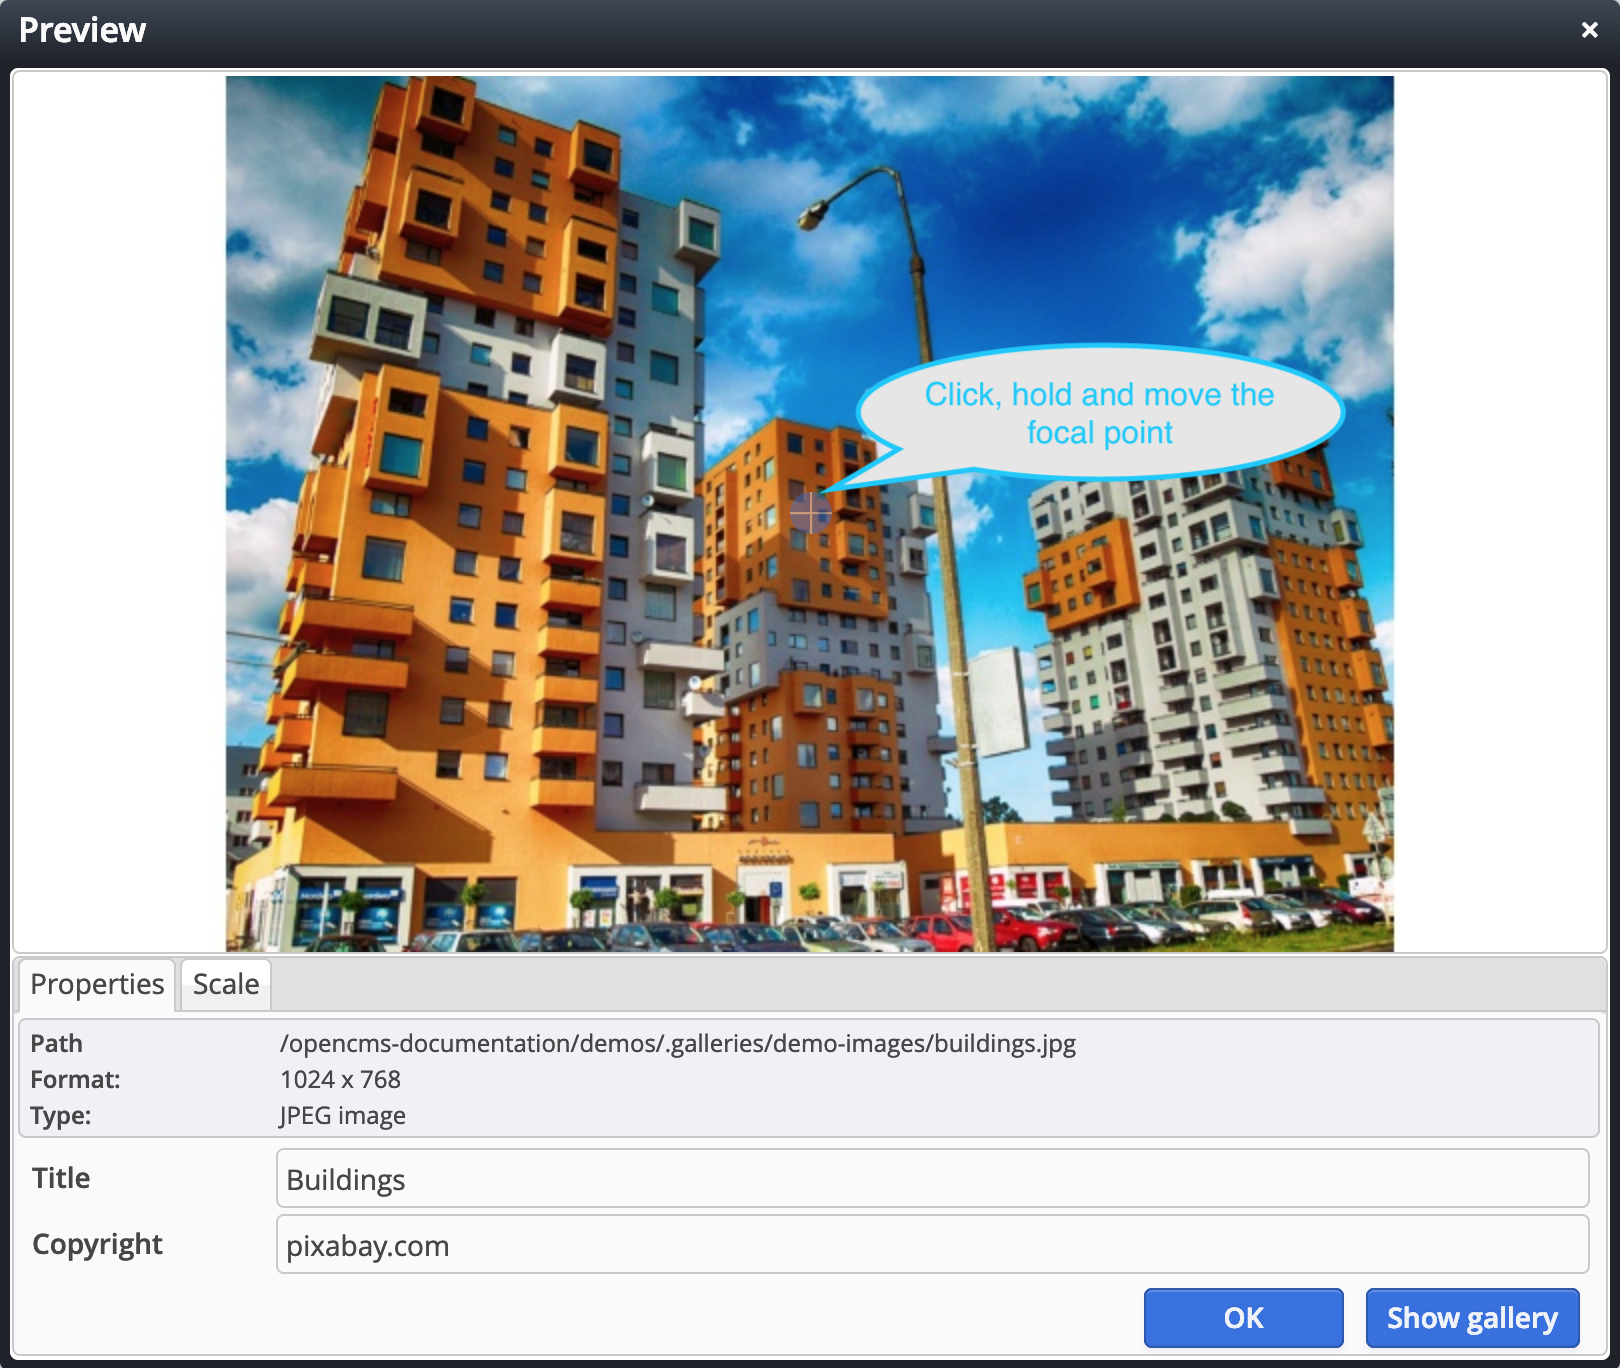 Preview
Click, hold and move the
focal point
Properties
Scale
Path /opencms-documentation/demos/.galleries/demo-images/buildings.jpg
Format: 1024 x 768
Type: JPEG image
Title Buildings
Copyright pixabay.com
OK
Show gallery